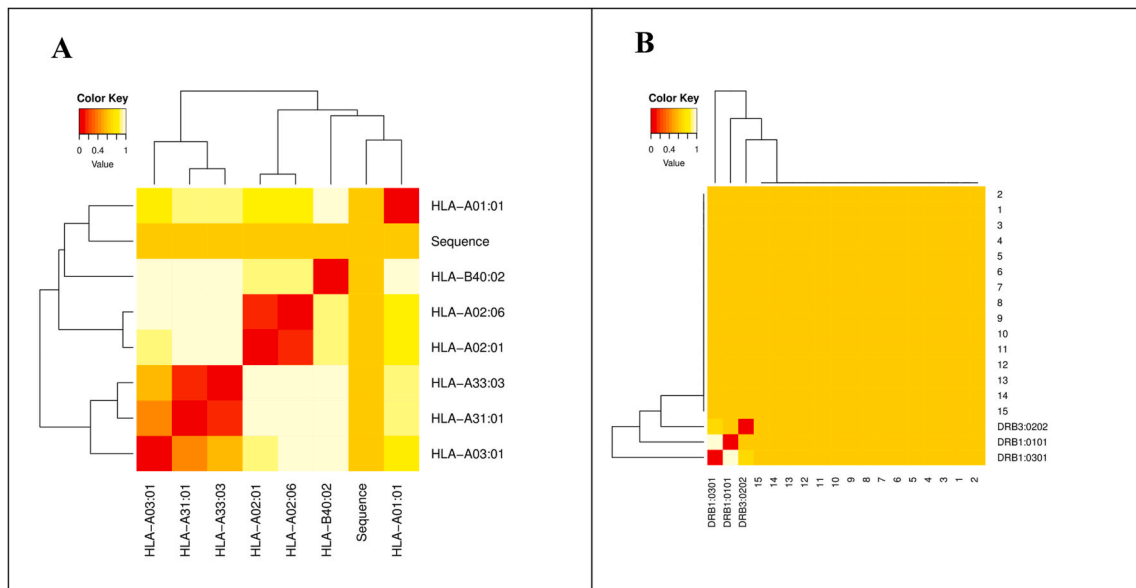 A
Color Key
0 0.4 1
Value
HLA−A01:01
Sequence
HLA−B40:02
HLA−A02:06
HLA−A02:01
HLA−A33:03
HLA−A31:01
HLA−A03:01
HLA−A03:01
HLA−A31:01
HLA−A33:03
HLA−A02:01
HLA−A02:06
HLA−B40:02
Sequence
HLA−A01:01
B
Color Key
0 0.4 1
Value
2
1
3
4
5
6
7
8
9
10
11
12
13
14
15
DRB3:0202
DRB1:0101
DRB1:0301
DRB1:0301
DRB1:0101
DRB3:0202
15
14
13
12
11
10
9
8
7
6
5
4
3
1
2